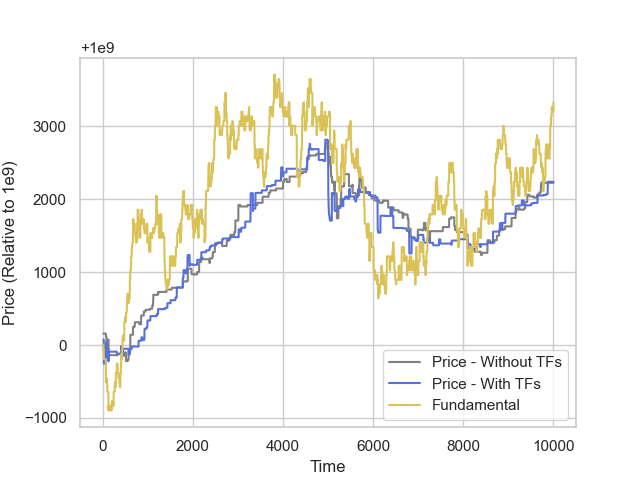 +1e9
3000
2000
1000
0
−1000
Price (Relative to 1e9)
Price - Without TFs
Price - With TFs
Fundamental
0
2000
4000
6000
8000
10000
Time